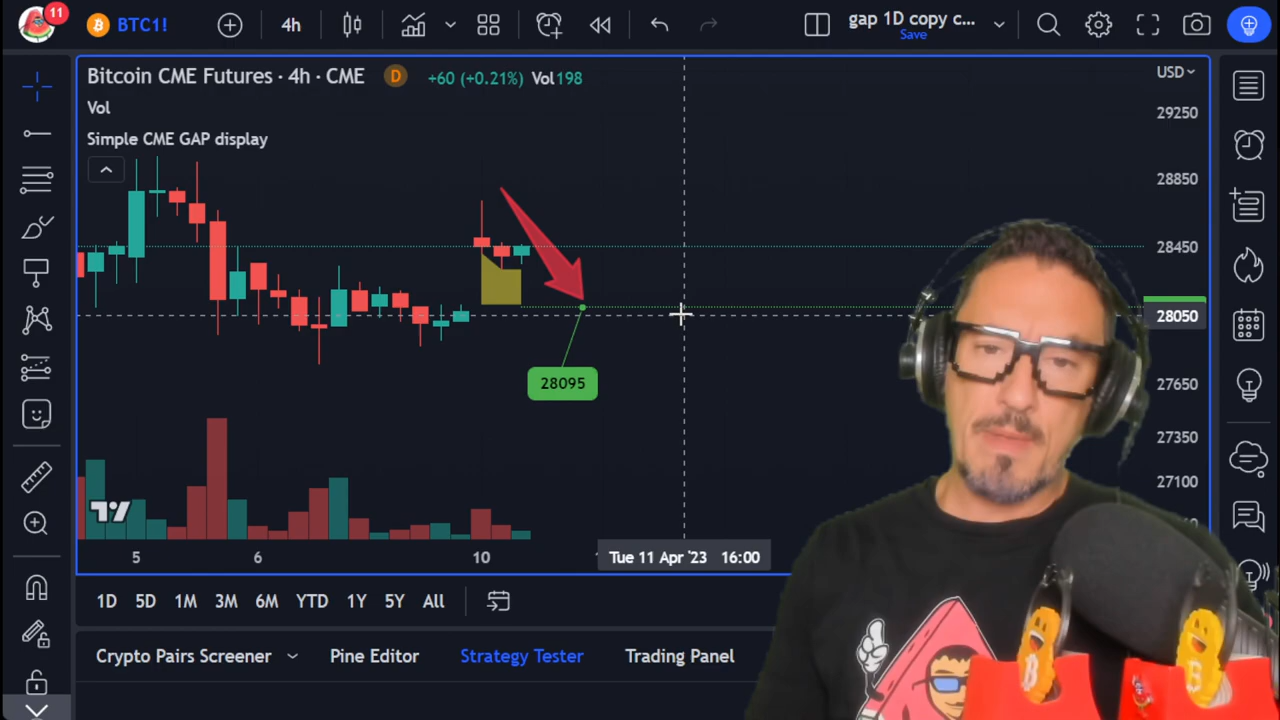 11
BTC1!
4h
gap 1D copy c...
Save
Bitcoin CME Futures · 4h · CME
D
+60 (+0.21%)
Vol198
USD
Vol
Simple CME GAP display
29250
28850
28450
28050
27650
27350
27100
28095
5
6
10
Tue 11 Apr '23 16:00
1D
5D
1M
3M
6M
YTD
1Y
5Y
All
Crypto Pairs Screener
Pine Editor
Strategy Tester
Trading Panel